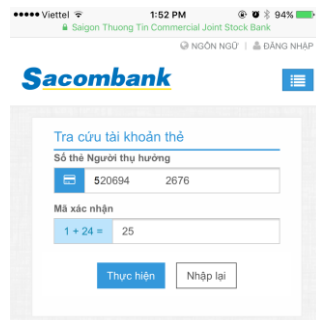 Viettel 1:52 PM 94%
Saigon Thuong Tin Commercial Joint Stock Bank
NGÔN NGỮ | ĐĂNG NHẬP
Sacombank
Tra cứu tài khoản thẻ
Số thẻ Người thụ hưởng
520694 2676
Mã xác nhận
1 + 24 = 25
Thực hiện Nhập lại